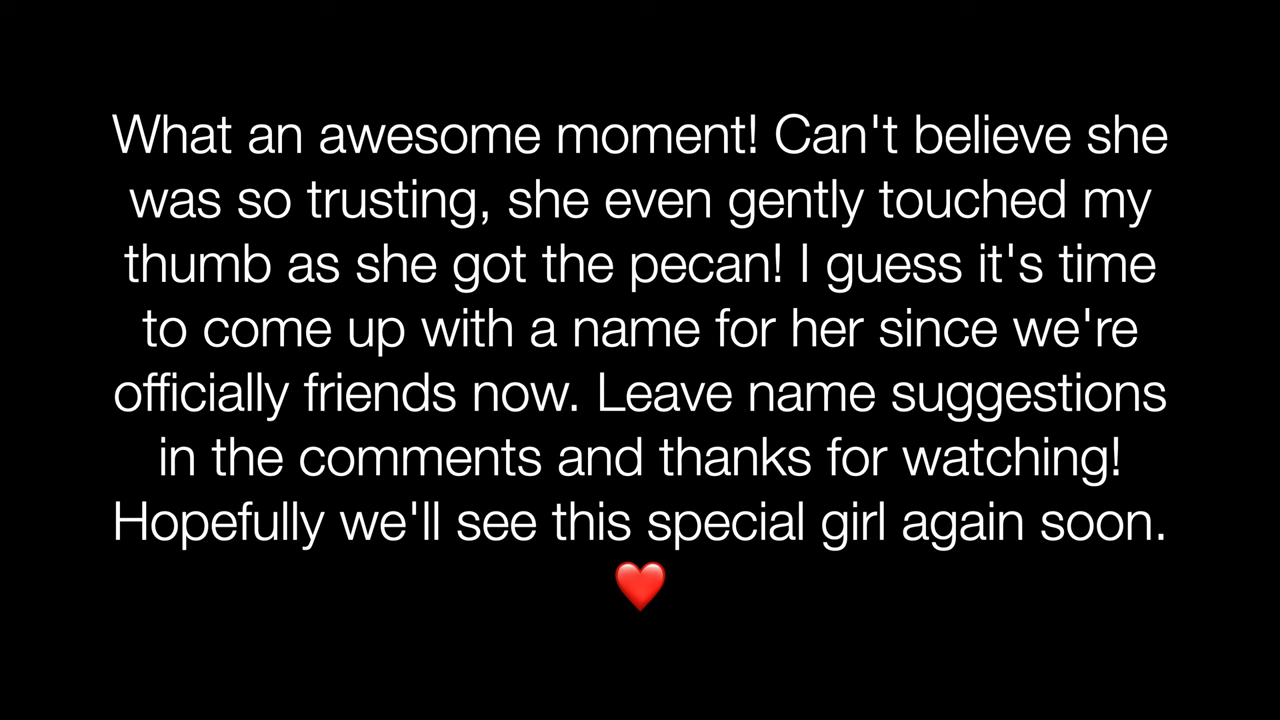 What an awesome moment! Can't believe she
was so trusting, she even gently touched my
thumb as she got the pecan! I guess it's time
to come up with a name for her since we're
officially friends now. Leave name suggestions
in the comments and thanks for watching!
Hopefully we'll see this special girl again soon.
❤️